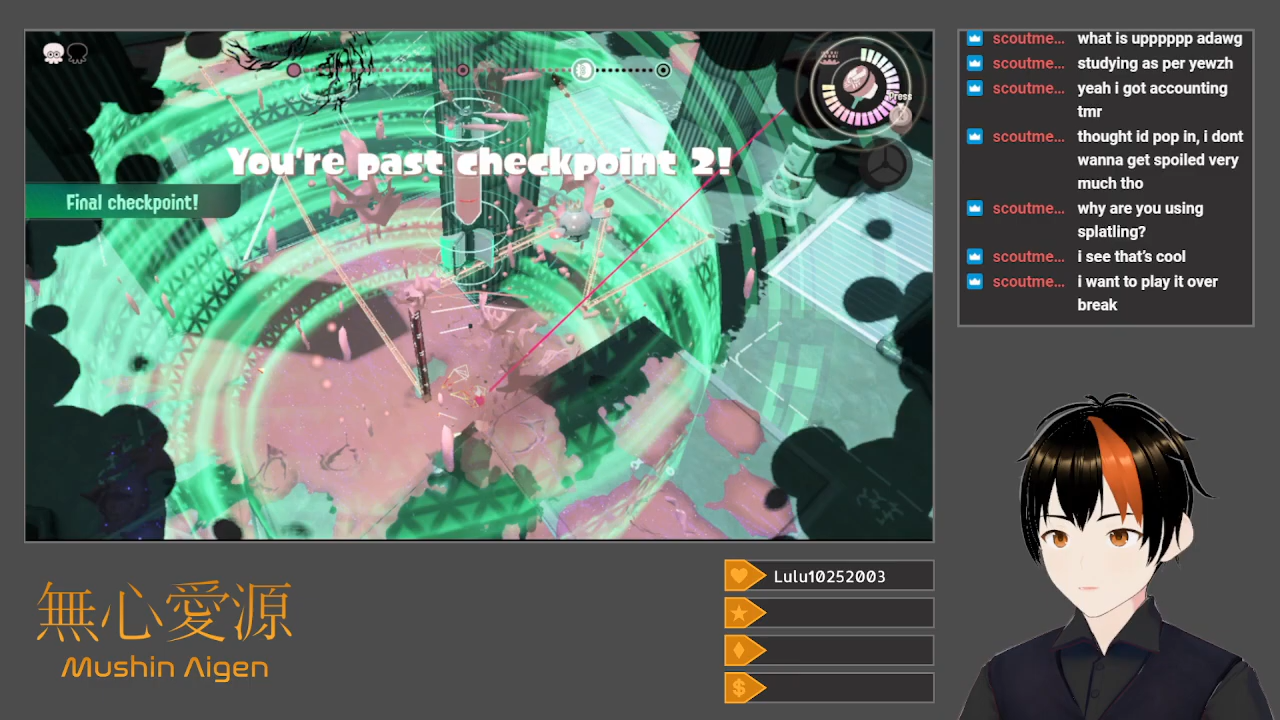 You're past checkpoint 2!
Final checkpoint!
Press
scoutme... what is upppppp adawg
scoutme... studying as per yewzh
scoutme... yeah i got accounting
tmr
scoutme... thought id pop in, i dont
wanna get spoiled very
much tho
scoutme... why are you using
splatling?
scoutme... i see that's cool
scoutme... i want to play it over
break
Lulu10252003
無心愛源
Mushin Aigen